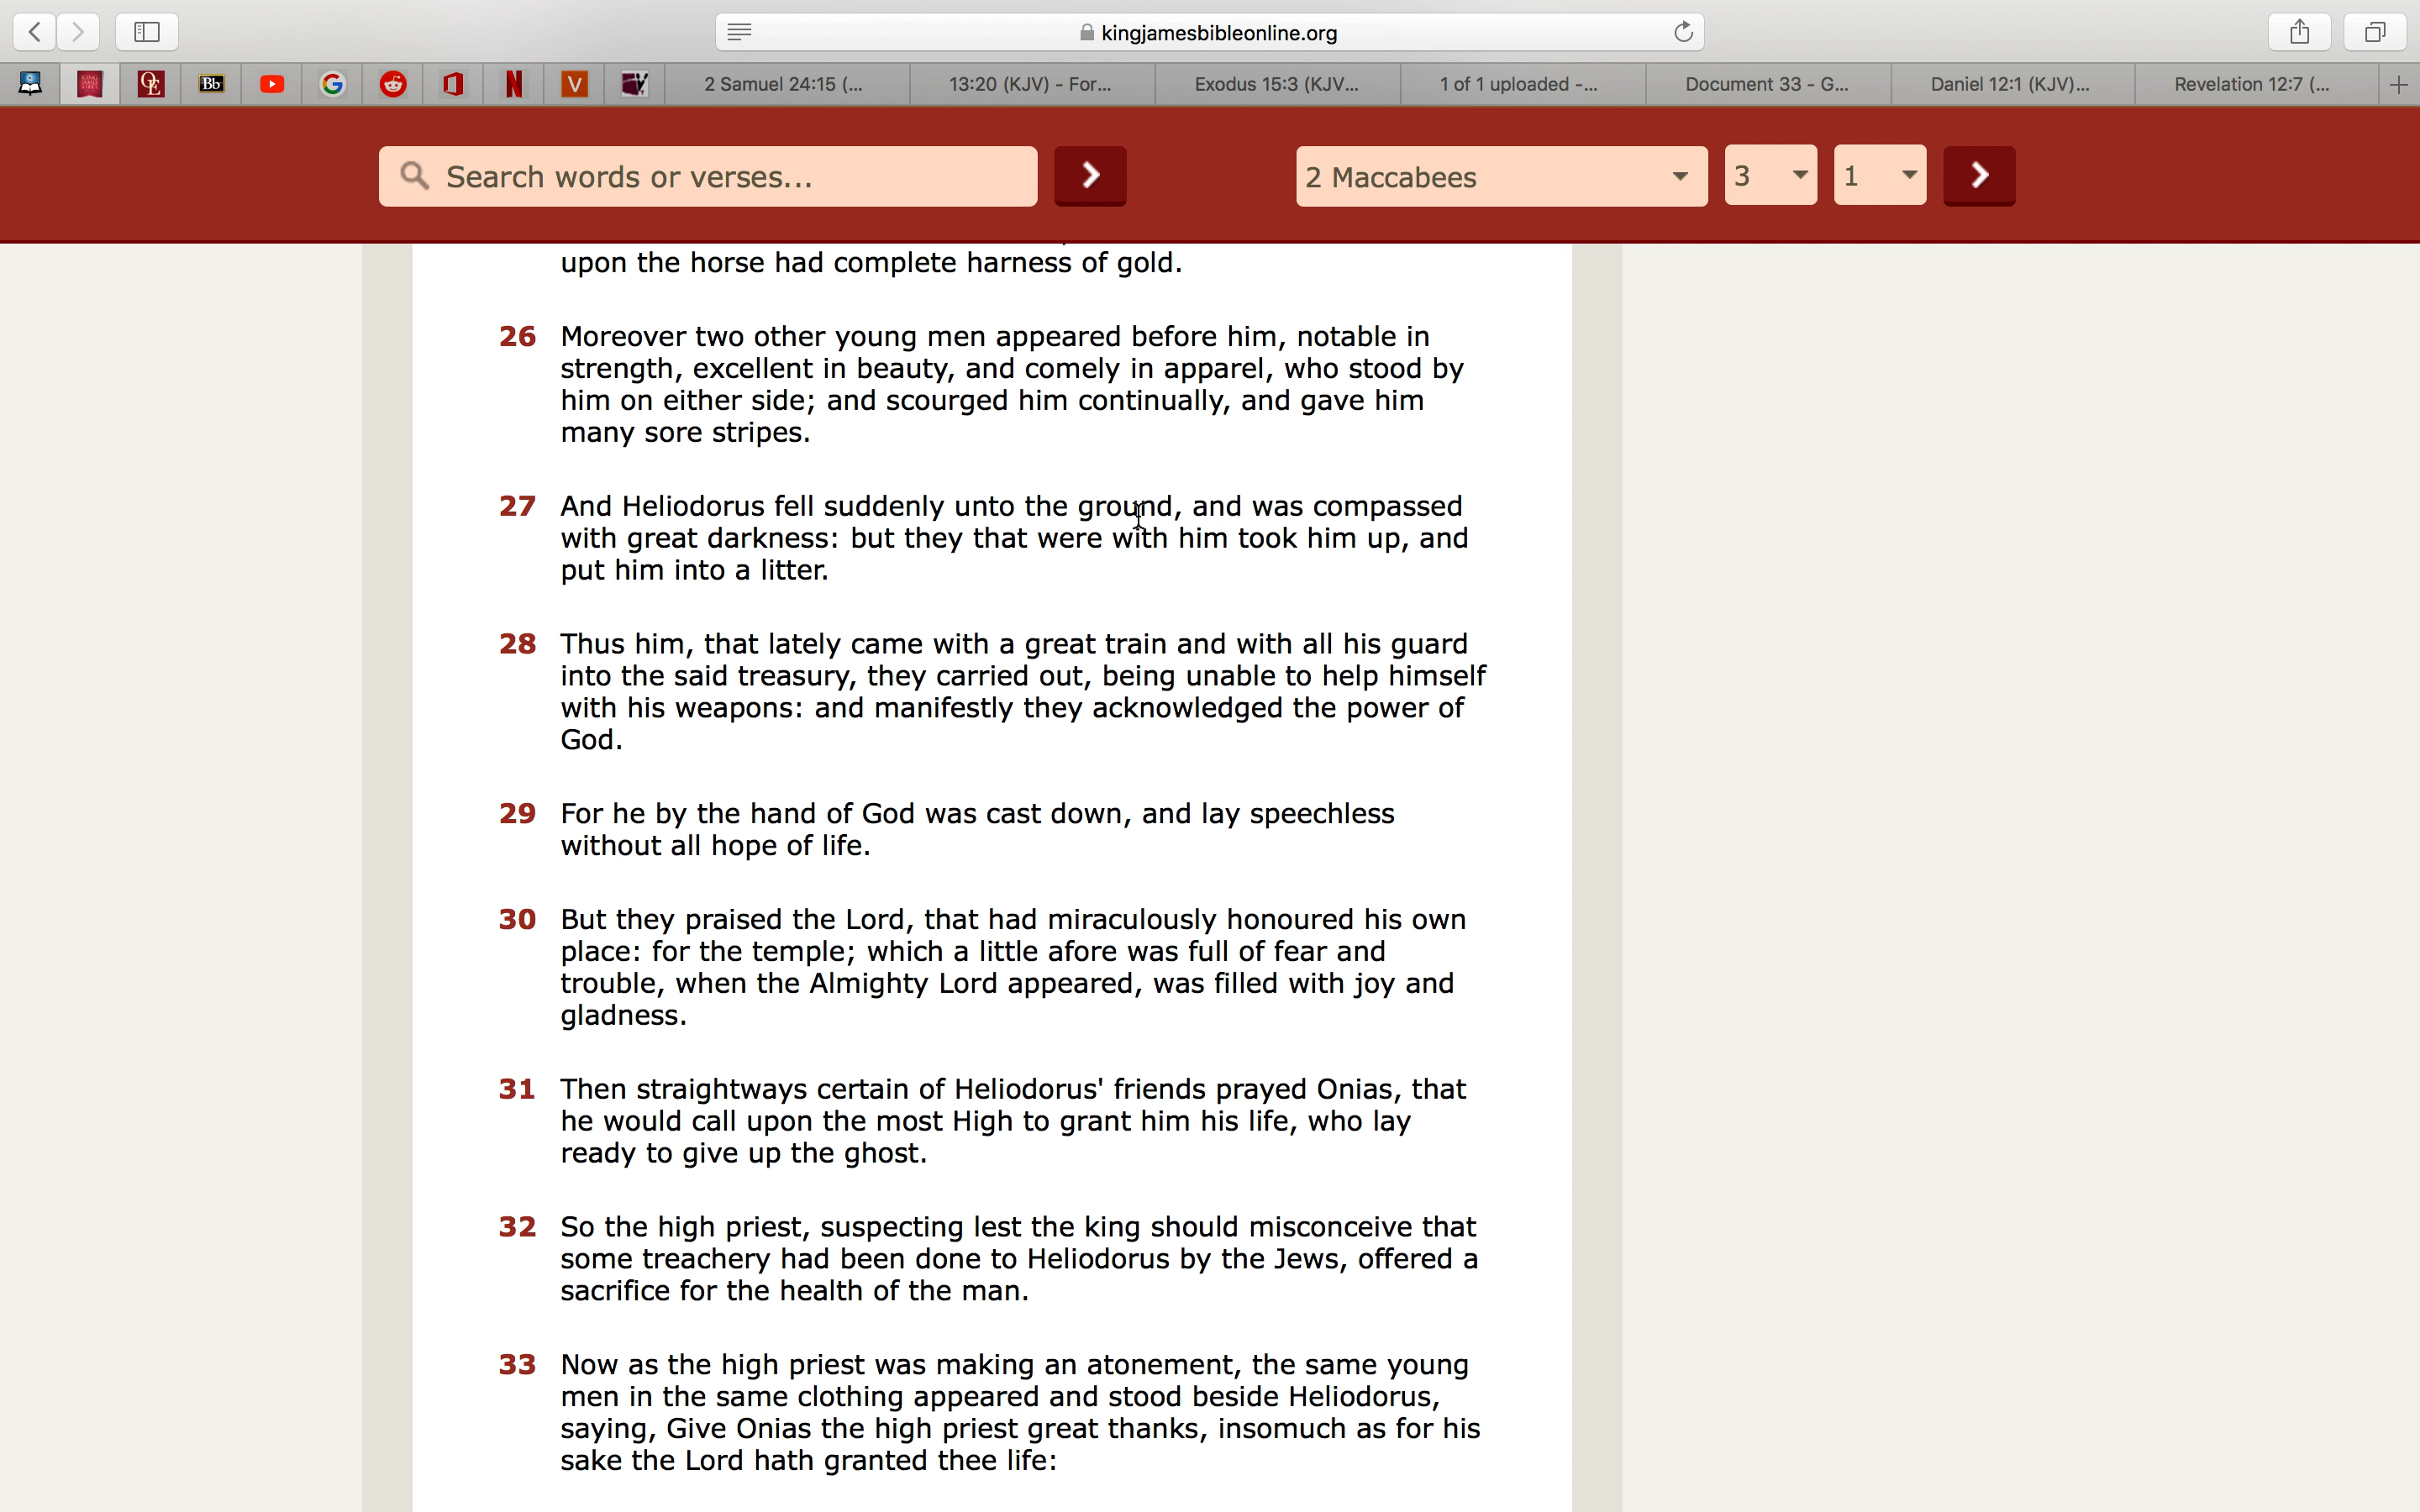 kingjamesbibleonline.org
KING JAMES BIBLE
OE
Bb
G
N
V
V
2 Samuel 24:15 (...
13:20 (KJV) - For...
Exodus 15:3 (KJV...
1 of 1 uploaded -...
Document 33 - G...
Daniel 12:1 (KJV)...
Revelation 12:7 (...
Search words or verses...
2 Maccabees
3
1
upon the horse had complete harness of gold.
26 Moreover two other young men appeared before him, notable in
strength, excellent in beauty, and comely in apparel, who stood by
him on either side; and scourged him continually, and gave him
many sore stripes.
27 And Heliodorus fell suddenly unto the ground, and was compassed
with great darkness: but they that were with him took him up, and
put him into a litter.
28 Thus him, that lately came with a great train and with all his guard
into the said treasury, they carried out, being unable to help himself
with his weapons: and manifestly they acknowledged the power of
God.
29 For he by the hand of God was cast down, and lay speechless
without all hope of life.
30 But they praised the Lord, that had miraculously honoured his own
place: for the temple; which a little afore was full of fear and
trouble, when the Almighty Lord appeared, was filled with joy and
gladness.
31 Then straightways certain of Heliodorus' friends prayed Onias, that
he would call upon the most High to grant him his life, who lay
ready to give up the ghost.
32 So the high priest, suspecting lest the king should misconceive that
some treachery had been done to Heliodorus by the Jews, offered a
sacrifice for the health of the man.
33 Now as the high priest was making an atonement, the same young
men in the same clothing appeared and stood beside Heliodorus,
saying, Give Onias the high priest great thanks, insomuch as for his
sake the Lord hath granted thee life: